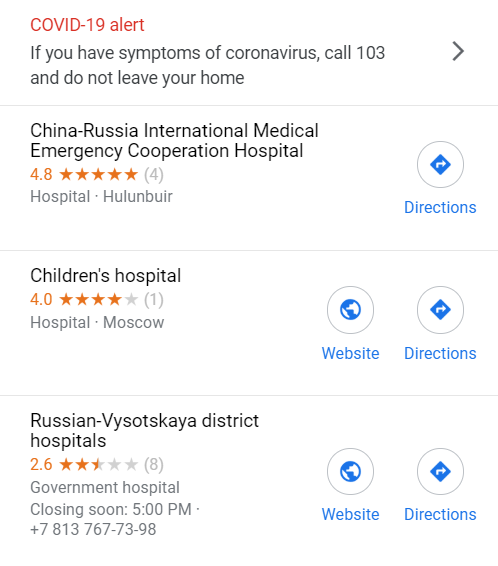 COVID-19 alert
If you have symptoms of coronavirus, call 103
and do not leave your home
China-Russia International Medical
Emergency Cooperation Hospital
4.8 ★★★★★ (4)
Hospital · Hulunbuir
Directions
Children's hospital
4.0 ★★★★★ (1)
Hospital · Moscow
Website
Directions
Russian-Vysotskaya district
hospitals
2.6 ★★★★★ (8)
Government hospital
Closing soon: 5:00 PM ·
+7 813 767-73-98
Website
Directions